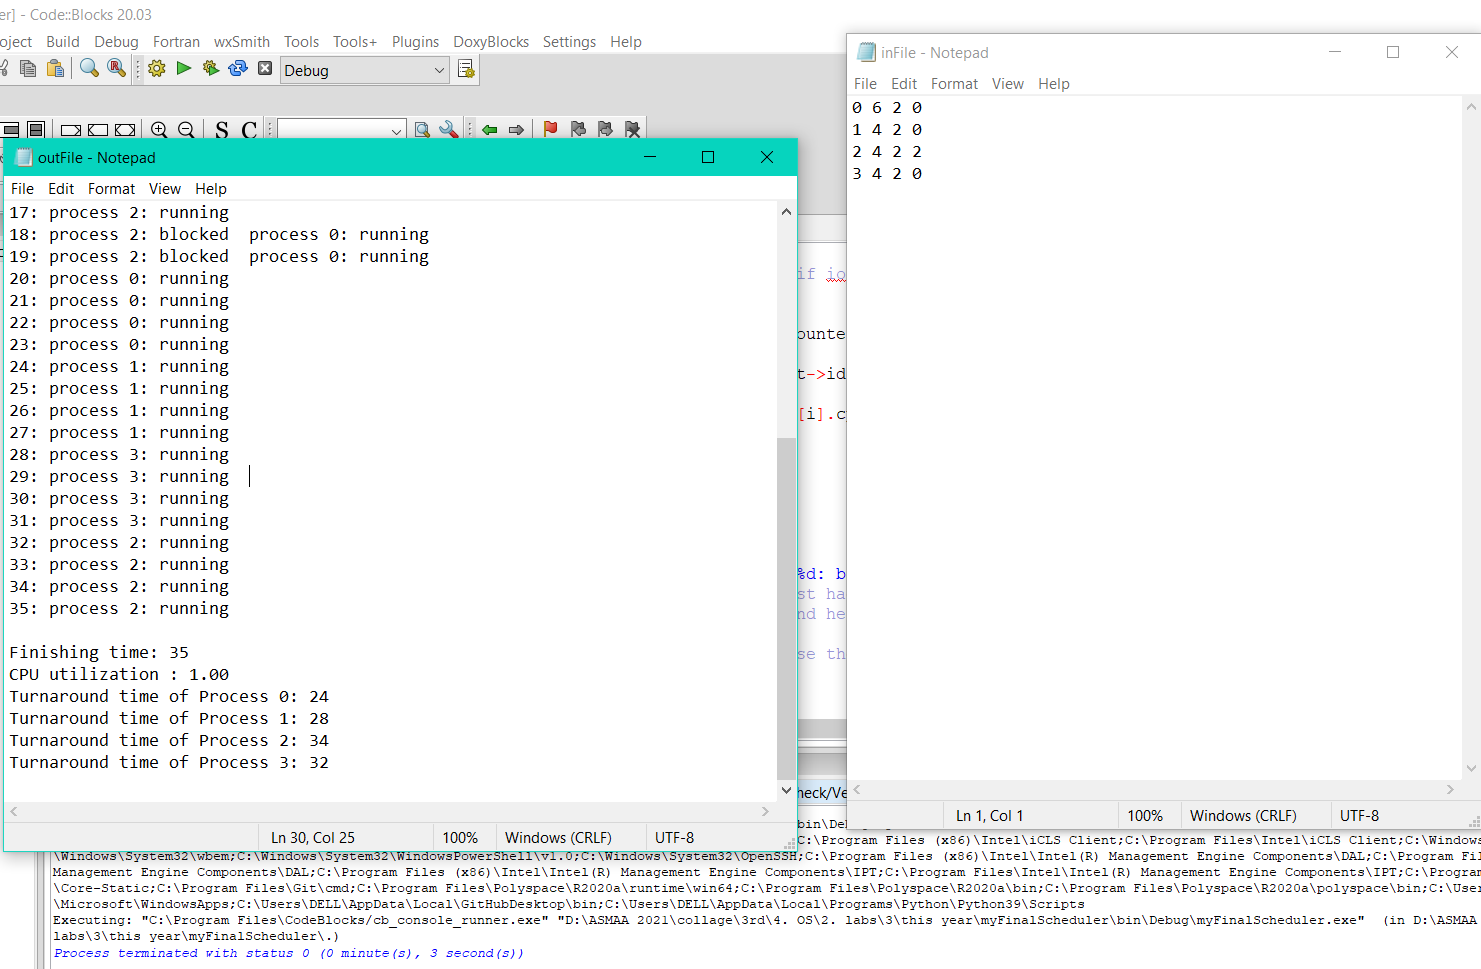 er] - Code::Blocks 20.03
oject Build Debug Fortran wxSmith Tools Tools+ Plugins DoxyBlocks Settings Help
Debug
S C
outFile - Notepad
File Edit Format View Help
17: process 2: running
18: process 2: blocked process 0: running
19: process 2: blocked process 0: running
20: process 0: running
21: process 0: running
22: process 0: running
23: process 0: running
24: process 1: running
25: process 1: running
26: process 1: running
27: process 1: running
28: process 3: running
29: process 3: running
30: process 3: running
31: process 3: running
32: process 2: running
33: process 2: running
34: process 2: running
35: process 2: running
Finishing time: 35
CPU utilization : 1.00
Turnaround time of Process 0: 24
Turnaround time of Process 1: 28
Turnaround time of Process 2: 34
Turnaround time of Process 3: 32
Ln 30, Col 25 100% Windows (CRLF) UTF-8
if io
ounte
t->id
[i].c
%d: b
st ha
nd he
se th
heck/Ve
inFile - Notepad
File Edit Format View Help
0 6 2 0
1 4 2 0
2 4 2 2
3 4 2 0
Ln 1, Col 1 100% Windows (CRLF) UTF-8
C:\Program Files (x86)\Intel\iCLS Client;C:\Program Files\Intel\iCLS Client;C:\Windows
\Windows\System32\wbem;C:\Windows\System32\WindowsPowerShell\v1.0;C:\Windows\System32\OpenSSH;C:\Program Files (x86)\Intel\Intel(R) Management Engine Components\DAL;C:\Program Fil
Management Engine Components\DAL;C:\Program Files (x86)\Intel\Intel(R) Management Engine Components\IPT;C:\Program Files\Intel\Intel(R) Management Engine Components\IPT;C:\Program
\Core-Static;C:\Program Files\Git\cmd;C:\Program Files\Polyspace\R2020a\runtime\win64;C:\Program Files\Polyspace\R2020a\bin;C:\Program Files\Polyspace\R2020a\polyspace\bin;C:\User
\Microsoft\WindowsApps;C:\Users\DELL\AppData\Local\GitHubDesktop\bin;C:\Users\DELL\AppData\Local\Programs\Python\Python39\Scripts
Executing: "C:\Program Files\CodeBlocks/cb_console_runner.exe" "D:\ASMAA 2021\collage\3rd\4. OS\2. labs\3\this year\myFinalScheduler\bin\Debug\myFinalScheduler.exe" (in D:\ASMAA
labs\3\this year\myFinalScheduler\.)
Process terminated with status 0 (0 minute(s), 3 second(s))